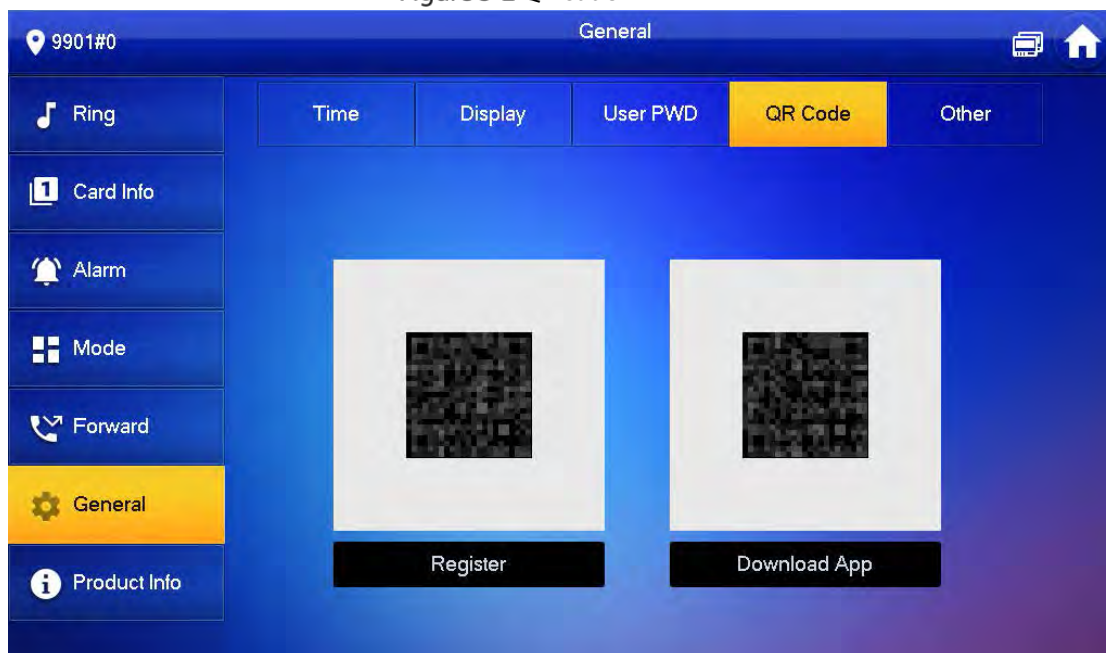 9901#0
General
Ring
Time
Display
User PWD
QR Code
Other
Card Info
Alarm
Mode
Forward
General
Register
Download App
Product Info